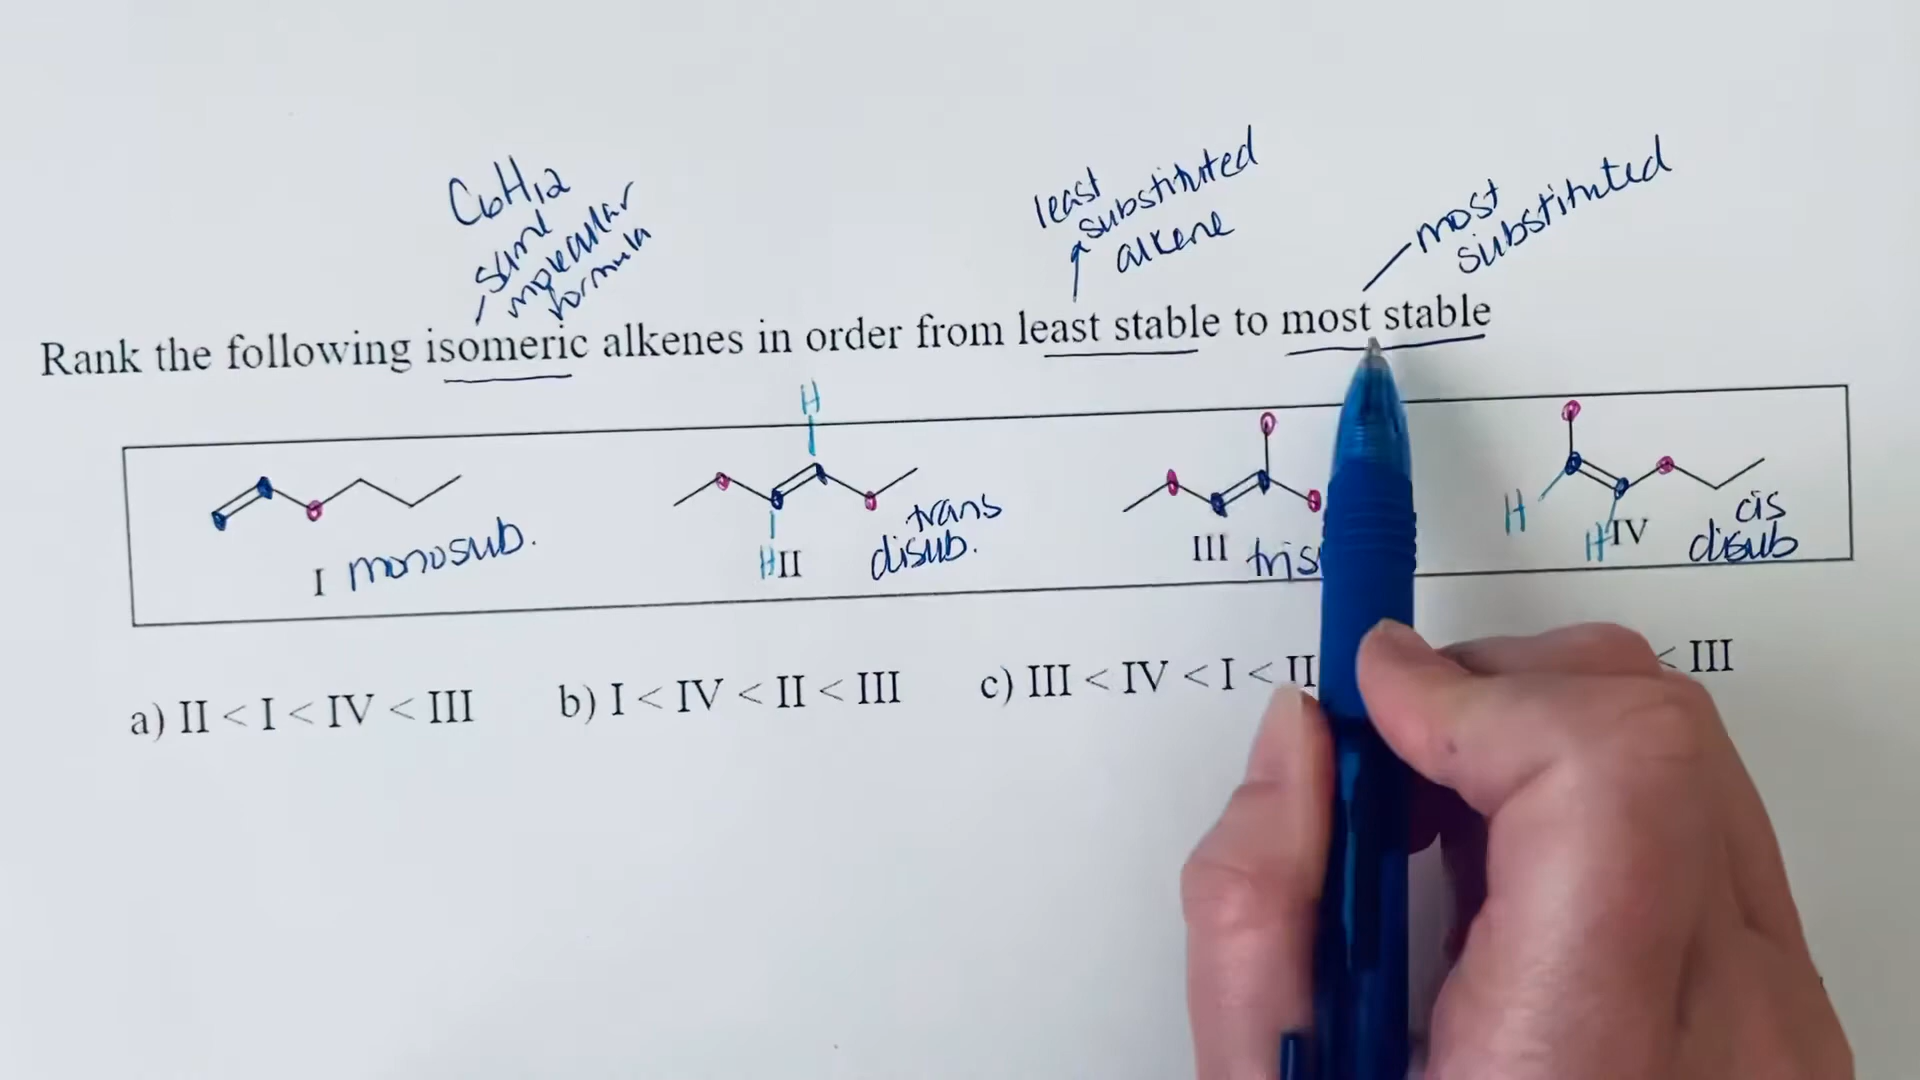 C6H12
same
molecular
formula
least
substituted
alkene
most
substituted
Rank the following isomeric alkenes in order from least stable to most stable
H
H
I monosub.
II
trans
disub.
III
H
H
IV
cis
disub
a) II < I < IV < III
b) I < IV < II < III
c) III < IV < I < II
< III